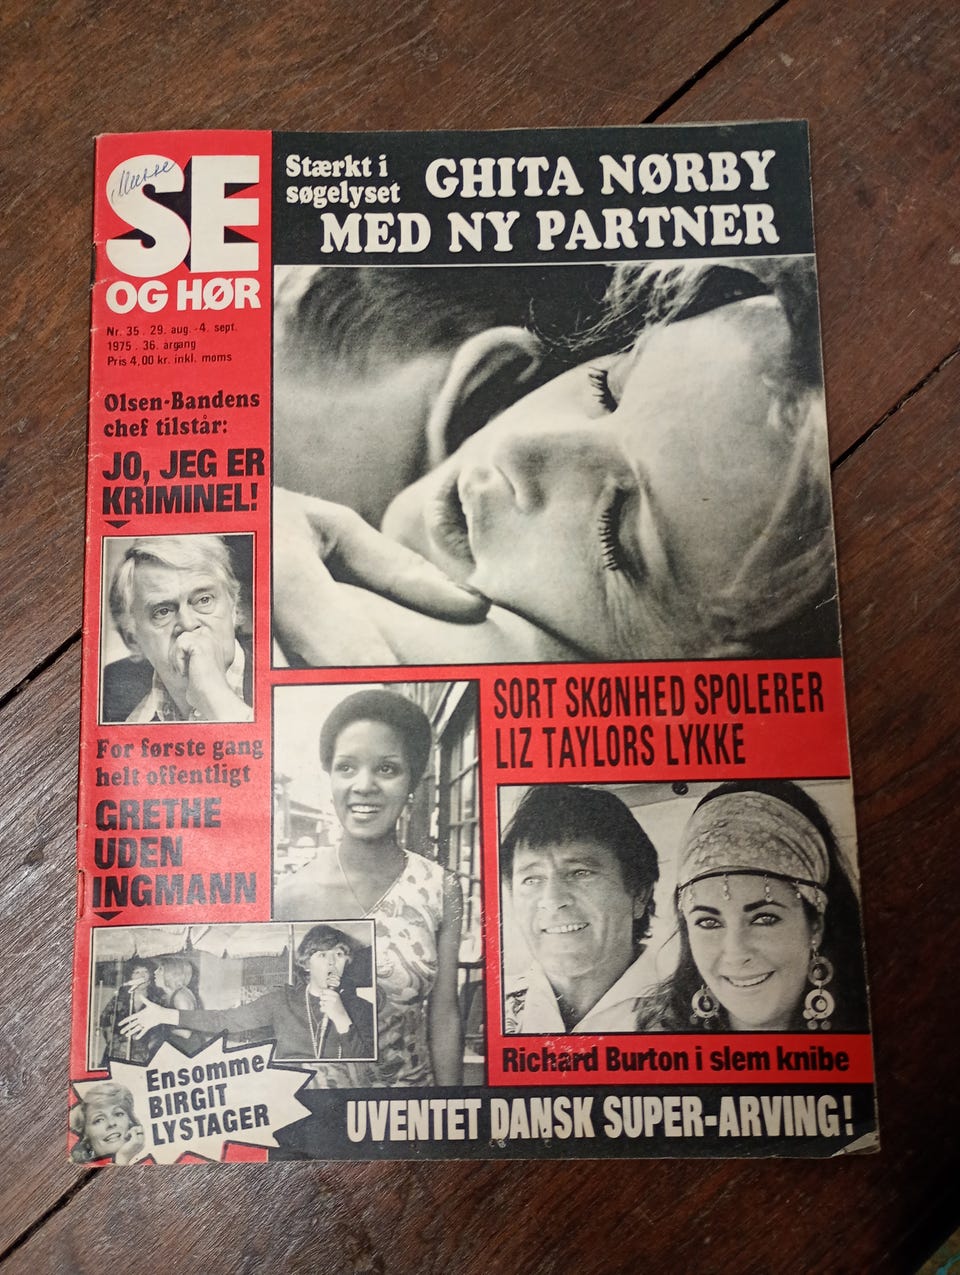 SE
OG HØR
Nr. 35 . 29. aug. -4. sept.
1975 . 36. årgang
Pris 4,00 kr. inkl. moms
Stærkt i
søgelyset
GHITA NØRBY
MED NY PARTNER
Olsen-Bandens
chef tilstår:
JO, JEG ER
KRIMINEL!
For første gang
helt offentligt
GRETHE
UDEN
INGMANN
SORT SKØNHED SPOLERER
LIZ TAYLORS LYKKE
Richard Burton i slem knibe
Ensomme
BIRGIT
LYSTAGER
UVENTET DANSK SUPER-ARVING!